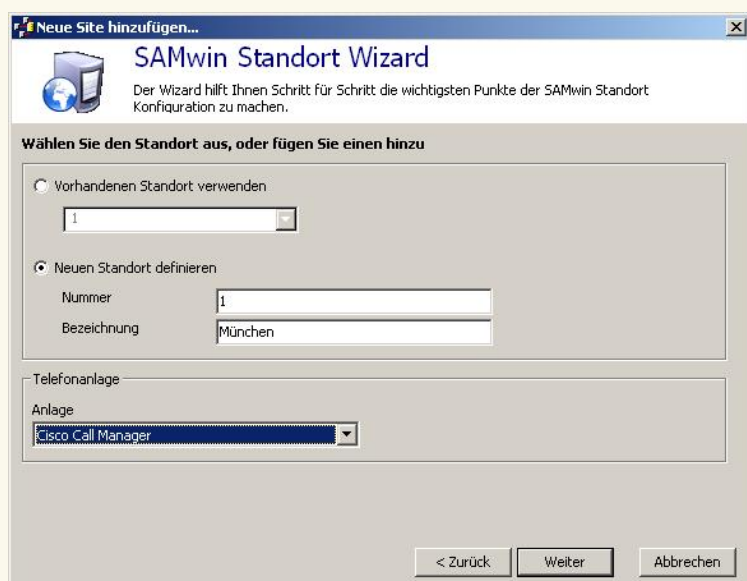 Neue Site hinzufügen...
SAMwin Standort Wizard
Der Wizard hilft Ihnen Schritt für Schritt die wichtigsten Punkte der SAMwin Standort
Konfiguration zu machen.
Wählen Sie den Standort aus, oder fügen Sie einen hinzu
Vorhandenen Standort verwenden
1
Neuen Standort definieren
Nummer
1
Bezeichnung
München
Telefonanlage
Anlage
Cisco Call Manager
< Zurück
Weiter
Abbrechen